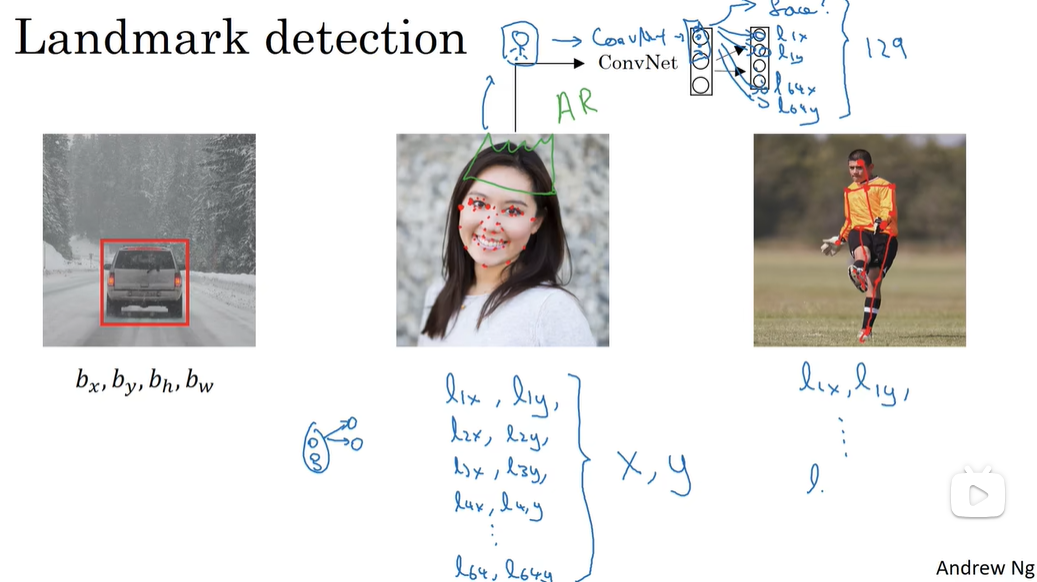 Landmark detection
face?
→ ConvNet →
ConvNet
l1x
l1y
l64x
l64y
129
AR
bx, by, bh, bw
l1x, l1y,
l2x, l2y,
l3x, l3y,
l4x, l4,y
⋮
l64, l64y
x, y
l1x, l1y,
⋮
l.
Andrew Ng